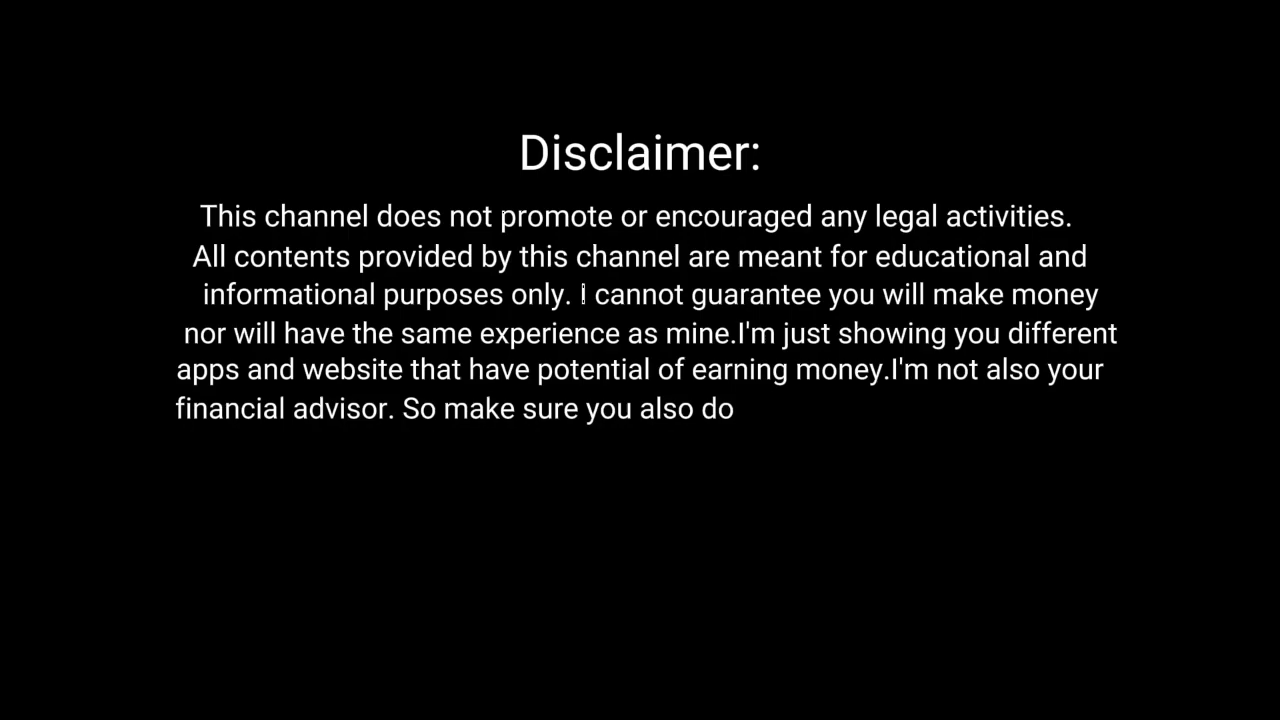 Disclaimer:
This channel does not promote or encouraged any legal activities.
All contents provided by this channel are meant for educational and
informational purposes only. I cannot guarantee you will make money
nor will have the same experience as mine.I'm just showing you different
apps and website that have potential of earning money.I'm not also your
financial advisor. So make sure you also do